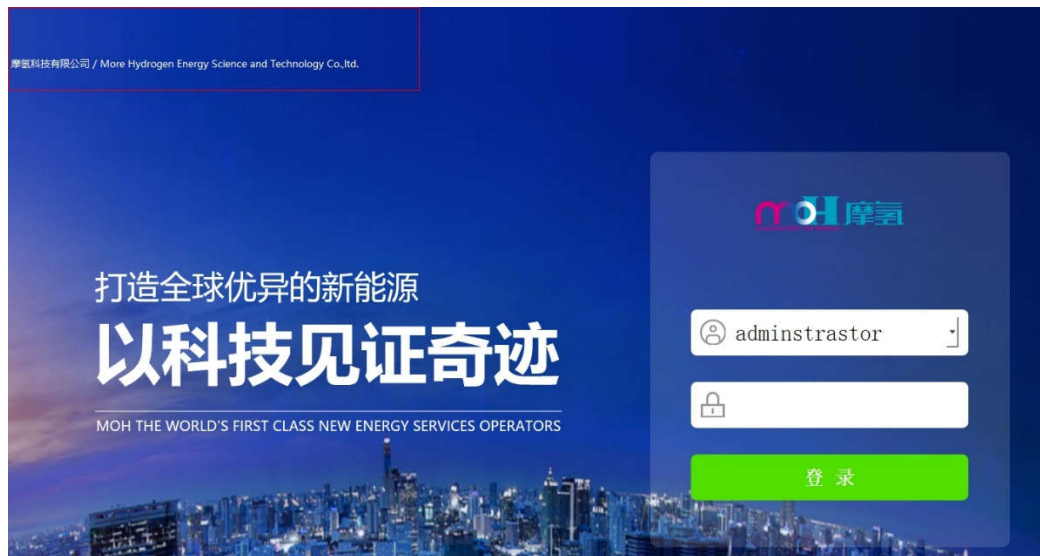 摩氢科技有限公司 / More Hydrogen Energy Science and Technology Co.,ltd.
moH 摩氢
打造全球优异的新能源
以科技见证奇迹
MOH THE WORLD'S FIRST CLASS NEW ENERGY SERVICES OPERATORS
adminstrastor
登 录